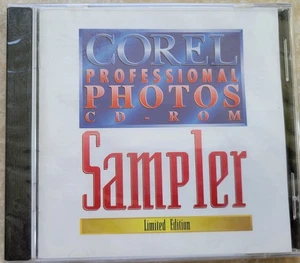 COREL
PROFESSIONAL
PHOTOS
CD-ROM
Sampler
Limited Edition